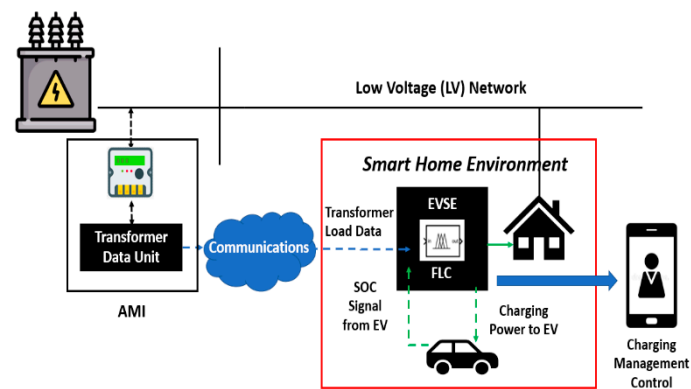 Low Voltage (LV) Network
Smart Home Environment
EVSE
FLC
Transformer
Load Data
Transformer
Data Unit
Communications
AMI
SOC
Signal
from EV
Charging
Power to EV
Charging
Management
Control